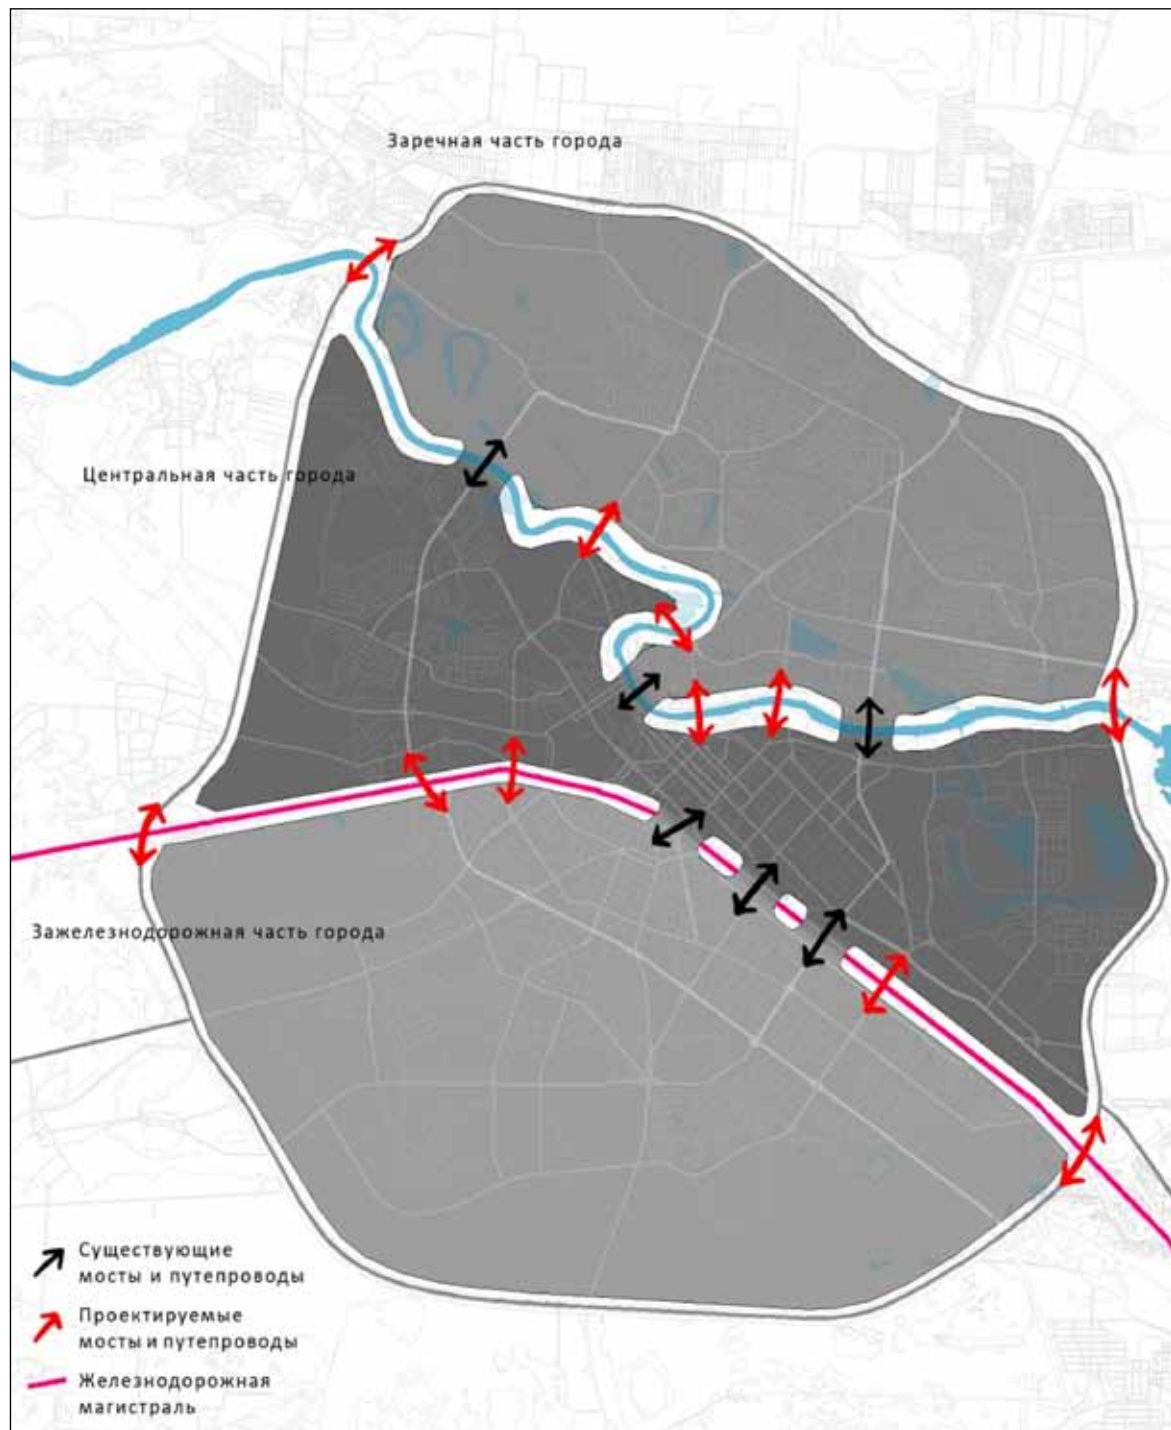 Заречная часть города
Центральная часть города
Зажелезнодорожная часть города
Существующие
мосты и путепроводы
Проектируемые
мосты и путепроводы
Железнодорожная
магистраль